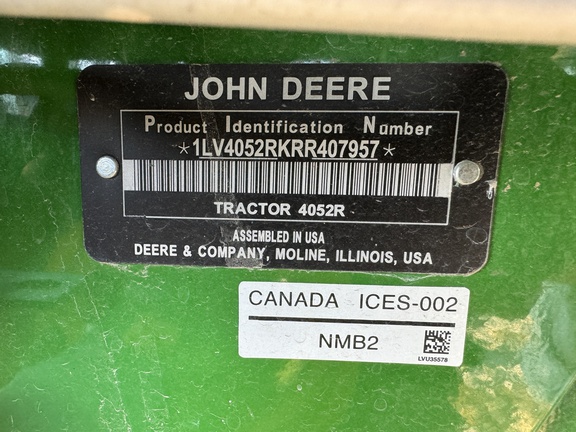 JOHN DEERE
Product Identification Number
*1LV4052RKRR407957*
TRACTOR 4052R
ASSEMBLED IN USA
DEERE & COMPANY, MOLINE, ILLINOIS, USA
CANADA ICES-002
NMB2
LVU35578